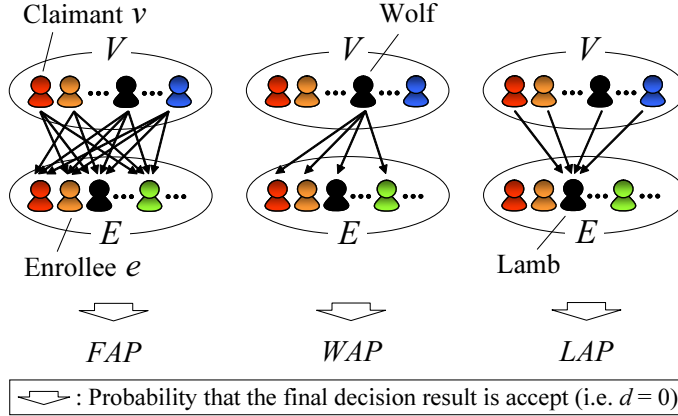 Claimant v
Wolf
V
V
V
E
E
E
Enrollee e
Lamb
FAP
WAP
LAP
: Probability that the final decision result is accept (i.e. d = 0)